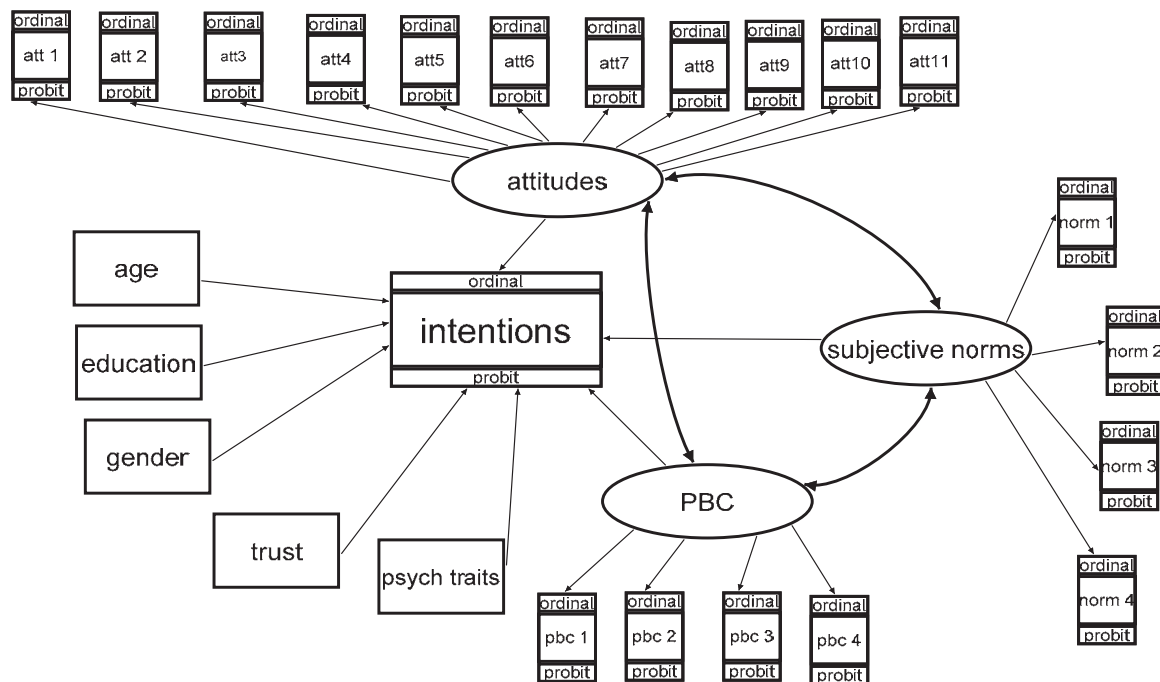 ordinal
att 1
probit
ordinal
att 2
probit
ordinal
att3
probit
ordinal
att4
probit
ordinal
att5
probit
ordinal
att6
probit
ordinal
att7
probit
ordinal
att8
probit
ordinal
att9
probit
ordinal
att10
probit
ordinal
att11
probit
attitudes
ordinal
norm 1
probit
age
ordinal
intentions
probit
education
subjective norms
ordinal
norm 2
probit
gender
ordinal
norm 3
probit
PBC
trust
psych traits
ordinal
norm 4
probit
ordinal
pbc 1
probit
ordinal
pbc 2
probit
ordinal
pbc 3
probit
ordinal
pbc 4
probit